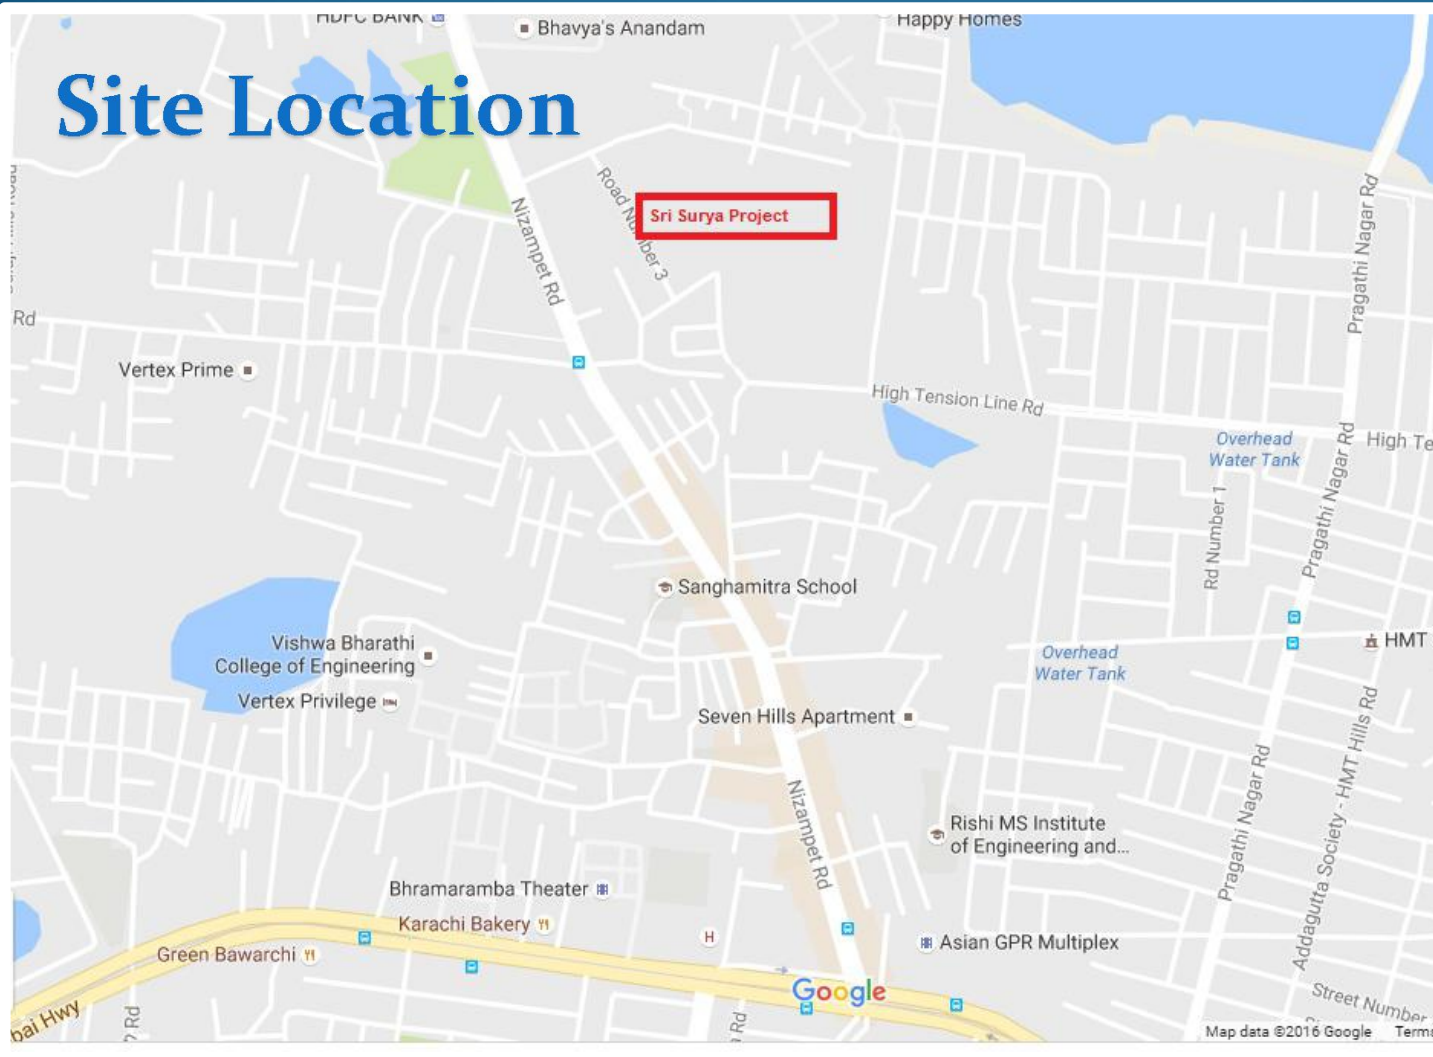 HDFC BANK
Bhavya's Anandam
Happy Homes
Site Location
Road Number 3
Sri Surya Project
Nizampet Rd
Pragathi Nagar Rd
Rd
Vertex Prime
High Tension Line Rd
Overhead
Water Tank
Pragathi Nagar Rd
High Te
Rd Number 1
Sanghamitra School
Vishwa Bharathi
College of Engineering
Vertex Privilege
Overhead
Water Tank
HMT
Seven Hills Apartment
Addagutta Society - HMT Hills Rd
Nizampet Rd
Pragathi Nagar Rd
Rishi MS Institute
of Engineering and...
Bhramaramba Theater
Karachi Bakery
H
Green Bawarchi
Asian GPR Multiplex
Google
bai Hwy
Rd
Rd
Street Number
Map data ©2016 Google Terms